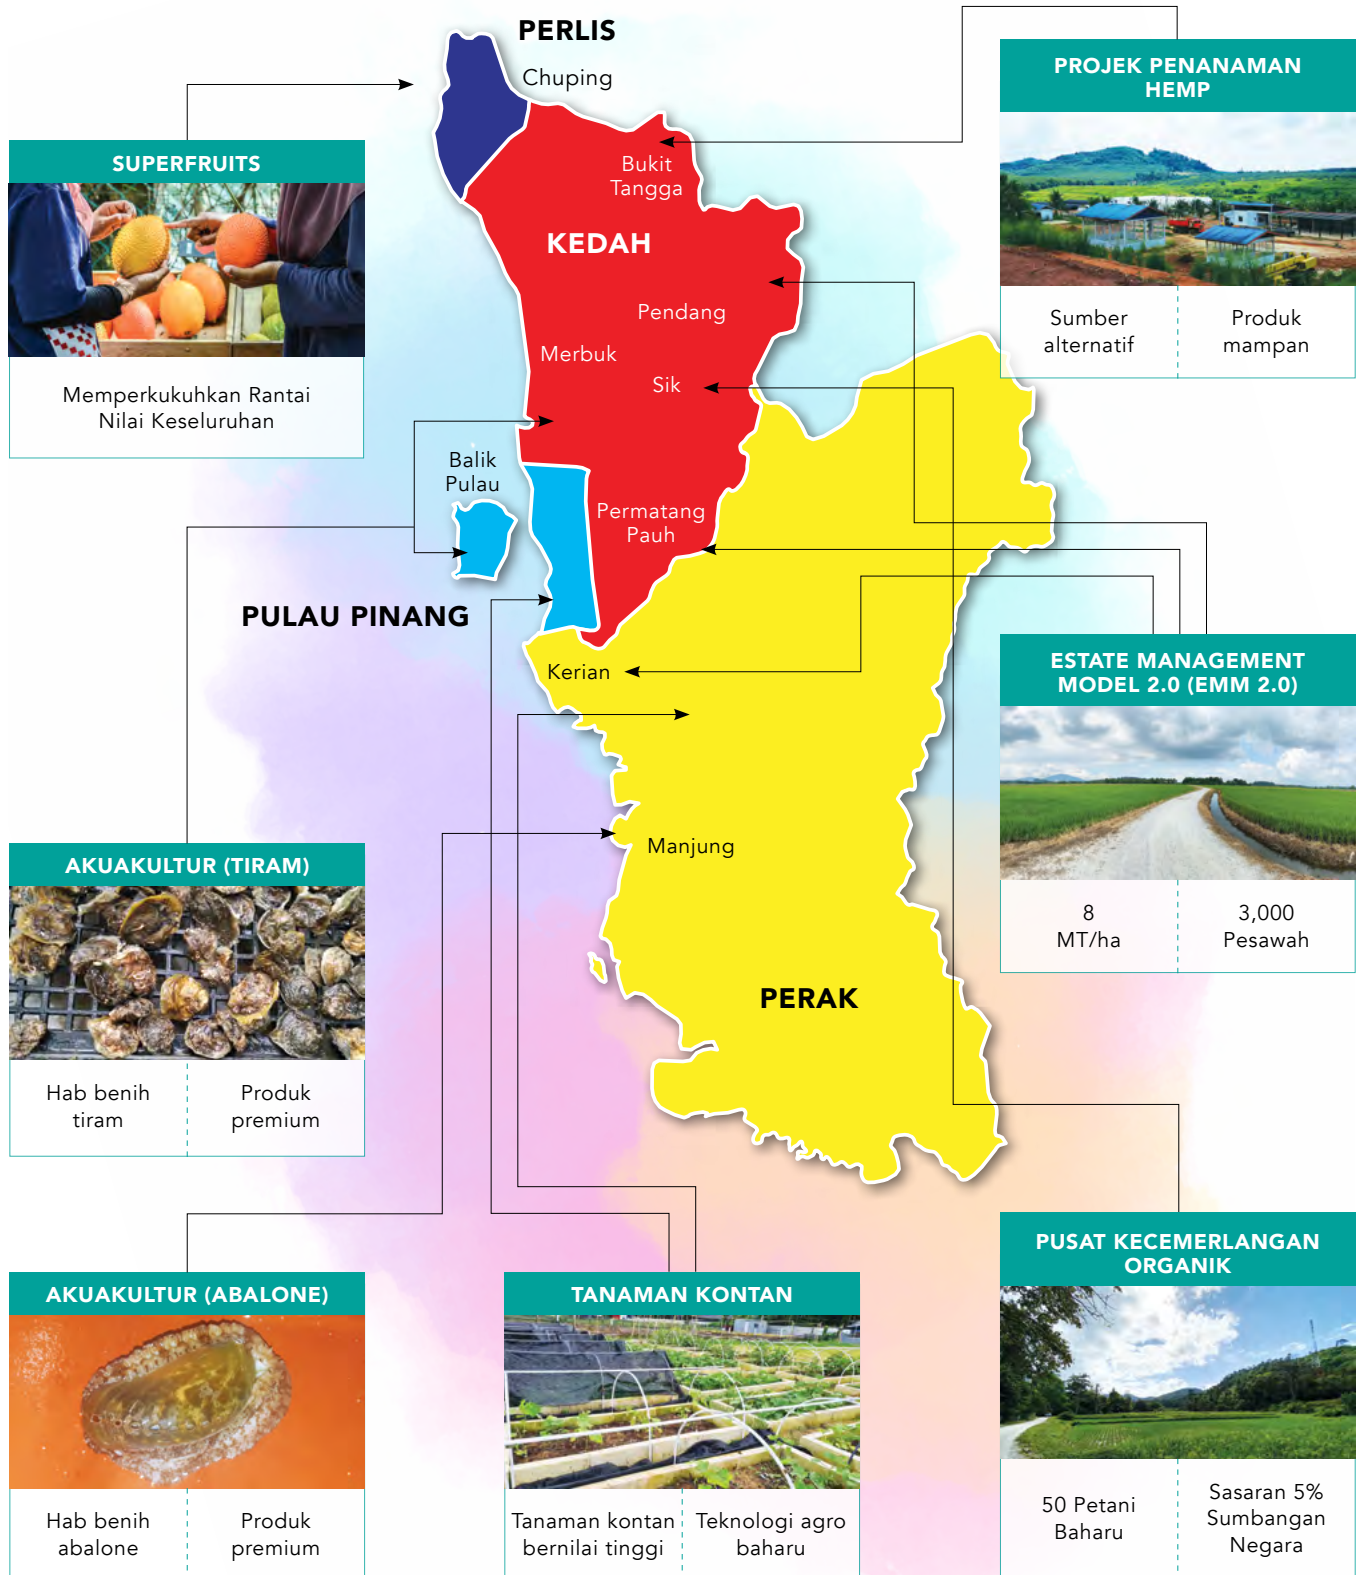 PERLIS
Chuping
PROJEK PENANAMAN
HEMP
Sumber
alternatif
Produk
mampan
SUPERFRUITS
Memperkukuhkan Rantai
Nilai Keseluruhan
Bukit
Tangga
KEDAH
Pendang
Merbuk
Sik
Balik
Pulau
Permatang
Pauh
PULAU PINANG
Kerian
Manjung
PERAK
ESTATE MANAGEMENT
MODEL 2.0 (EMM 2.0)
8
MT/ha
3,000
Pesawah
AKUAKULTUR (TIRAM)
Hab benih
tiram
Produk
premium
AKUAKULTUR (ABALONE)
Hab benih
abalone
Produk
premium
TANAMAN KONTAN
Tanaman kontan
bernilai tinggi
Teknologi agro
baharu
PUSAT KECEMERLANGAN
ORGANIK
50 Petani
Baharu
Sasaran 5%
Sumbangan
Negara